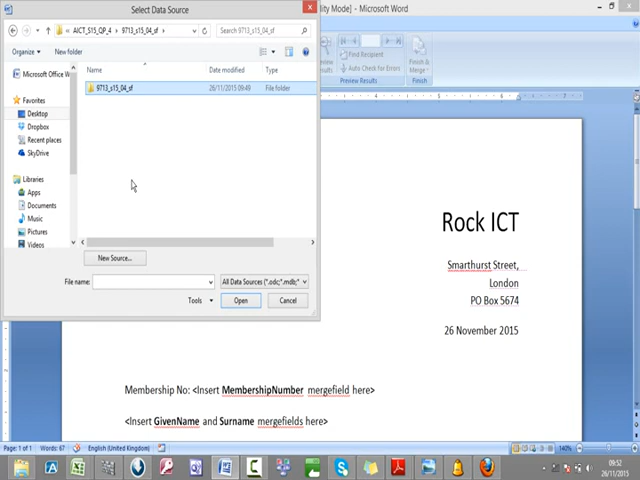 Select Data Source
lity Mode] - Microsoft Word
« AICT_S15_QP_4 ▸ 9713_s15_04_sf ▸
Search 9713_s15_04_sf
Organize
New folder
Microsoft Office W
Favorites
Desktop
Dropbox
Recent places
SkyDrive
Libraries
Apps
Documents
Music
Pictures
Videos
Name
Date modified
Type
9713_s15_04_sf
26/11/2015 09:49
File folder
New Source...
File name:
All Data Sources (*.odc;*.mdb;*
Tools
Open
Cancel
Find Recipient
Auto Check for Errors
Preview Results
Finish &
Merge
Finish
Rock ICT
Smarthurst Street,
London
PO Box 5674
26 November 2015
Membership No: <Insert MembershipNumber mergefield here>
<Insert GivenName and Surname mergefields here>
Page: 1 of 1
Words: 67
English (United Kingdom)
140%
09:52
26/11/2015